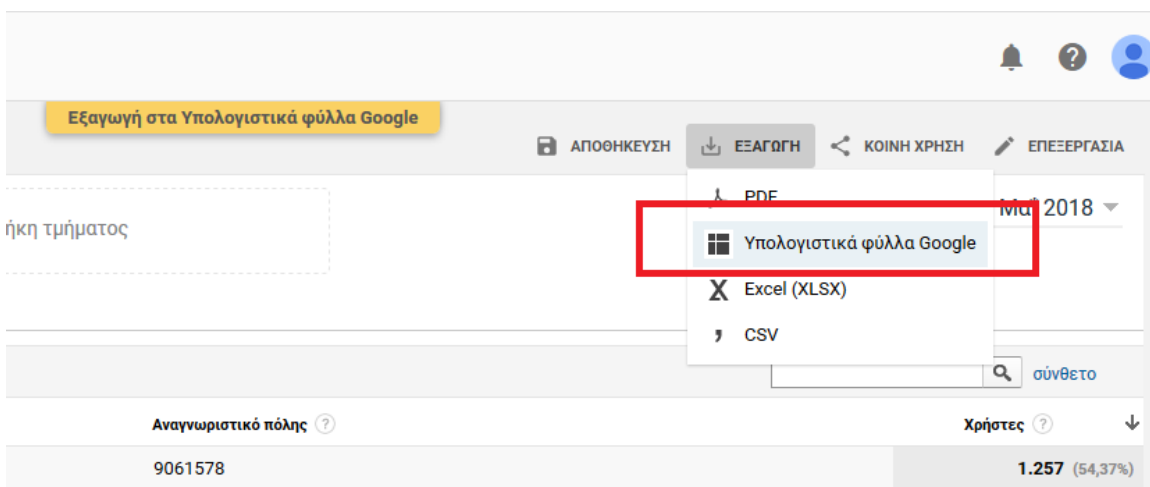 Εξαγωγή στα Υπολογιστικά φύλλα Google
ΑΠΟΘΗΚΕΥΣΗ ΕΞΑΓΩΓΗ ΚΟΙΝΗ ΧΡΗΣΗ ΕΠΕΞΕΡΓΑΣΙΑ
PDF
2018
ήκη τμήματος
Υπολογιστικά φύλλα Google
Excel (XLSX)
CSV
σύνθετο
Αναγνωριστικό πόλης Χρήστες
9061578 1.257 (54,37%)